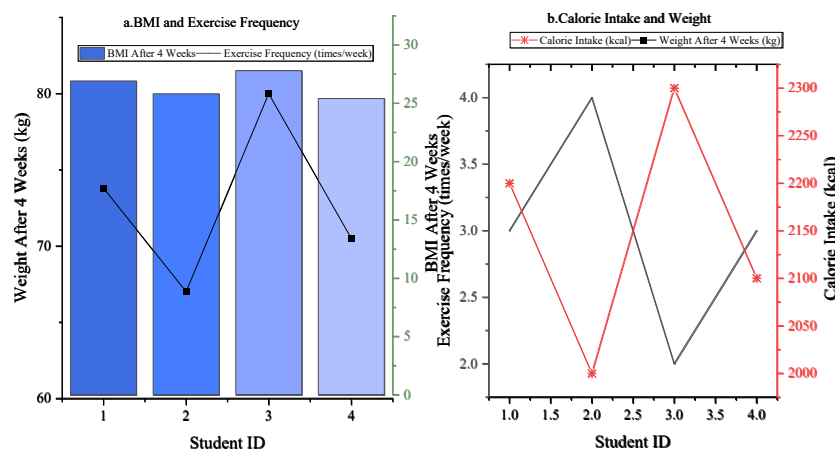 a.BMI and Exercise Frequency
BMI After 4 Weeks
Exercise Frequency (times/week)
Weight After 4 Weeks (kg)
80
70
60
30
25
20
15
10
5
0
1
2
3
4
Student ID
b.Calorie Intake and Weight
Calorie Intake (kcal)
Weight After 4 Weeks (kg)
BMI After 4 Weeks
Exercise Frequency (times/week)
4.0
3.5
3.0
2.5
2.0
2300
2250
2200
2150
2100
2050
2000
Calorie Intake (kcal)
1.0
1.5
2.0
2.5
3.0
3.5
4.0
Student ID